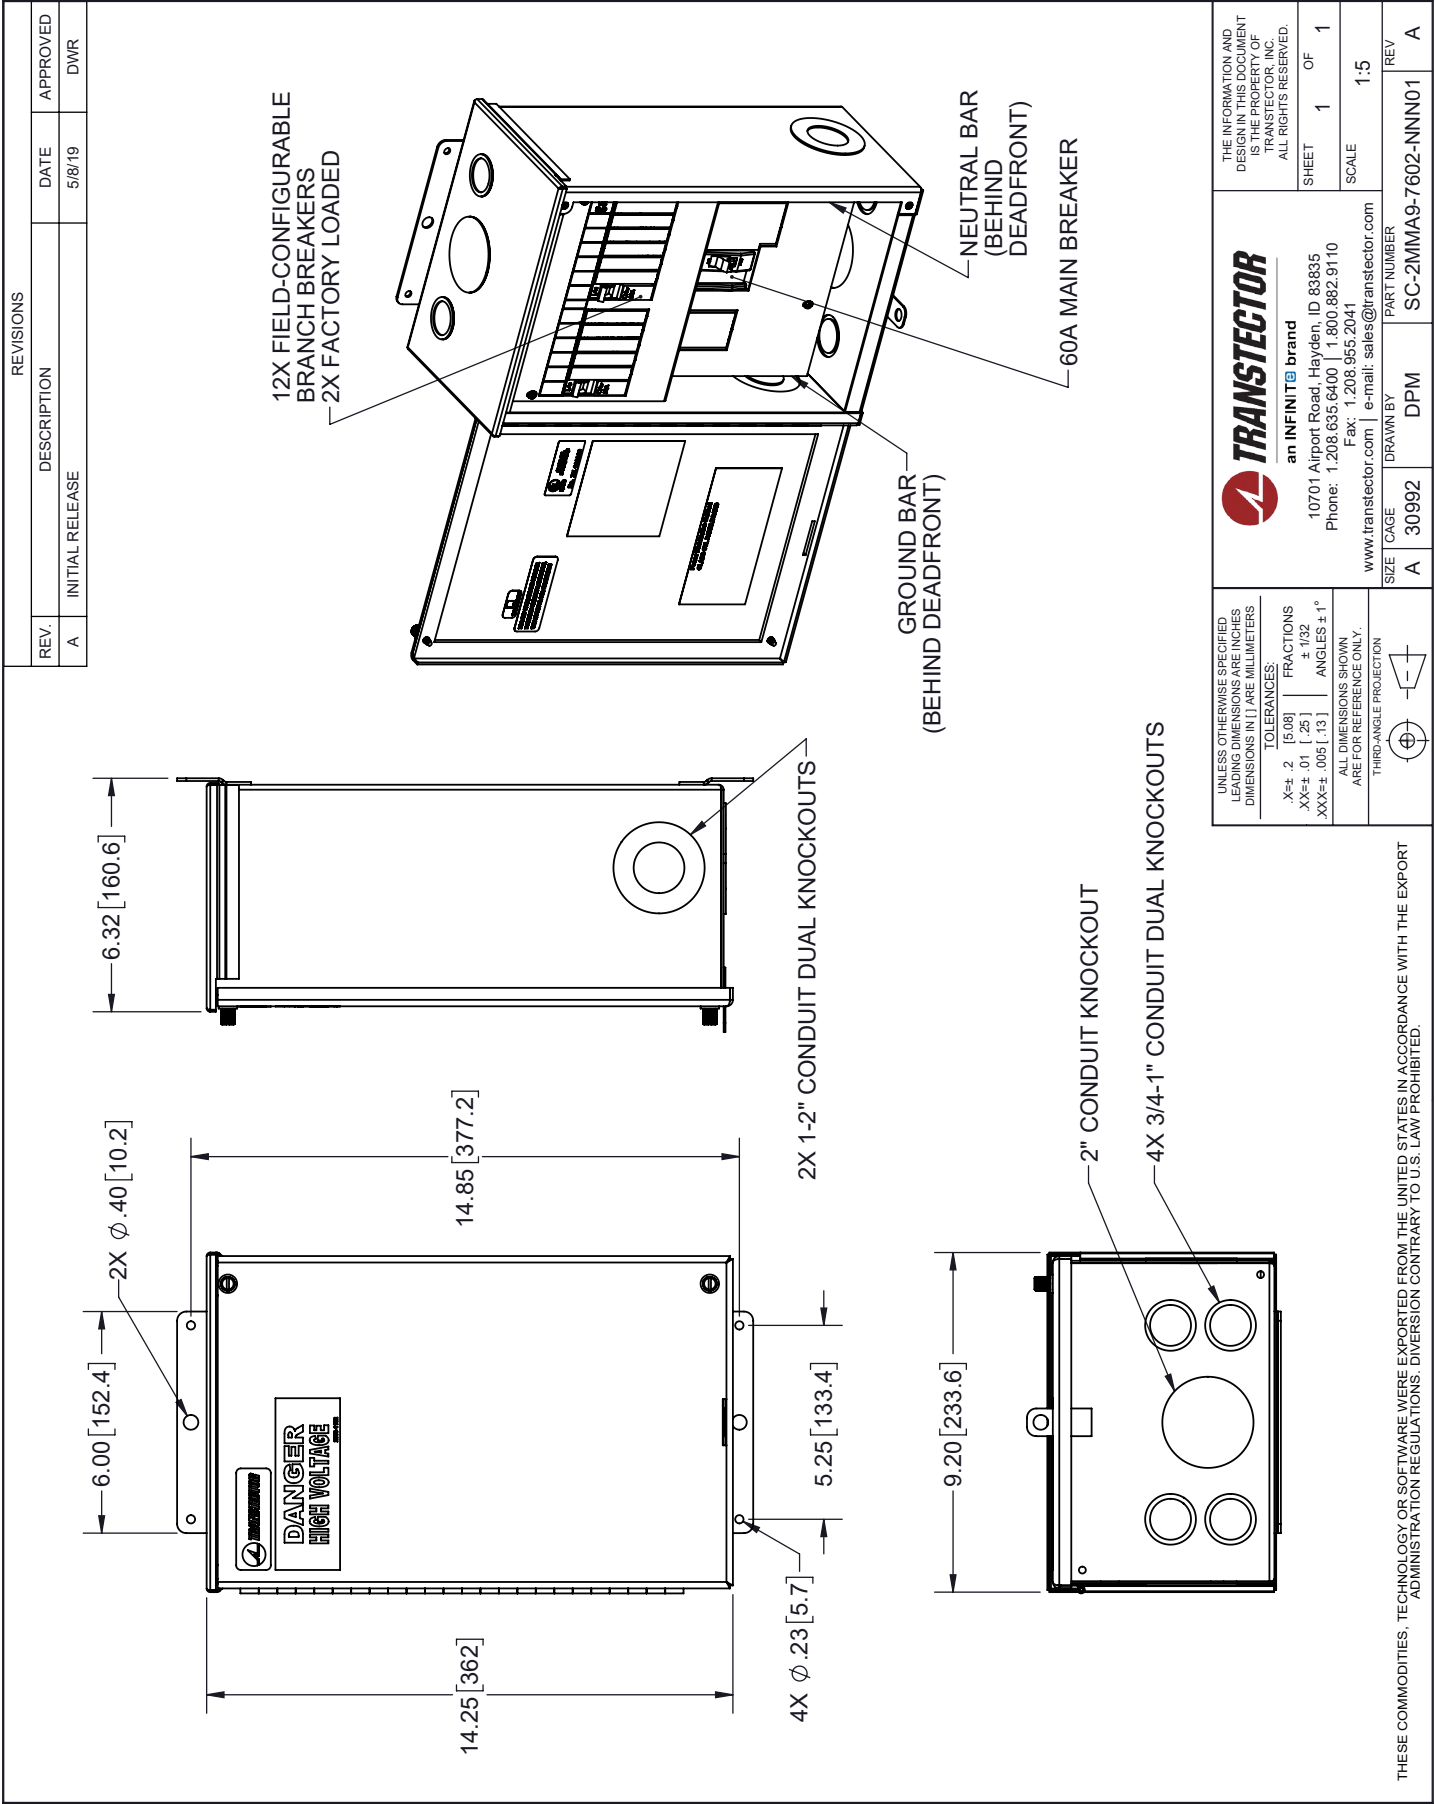 REVISIONS
REV. DESCRIPTION DATE APPROVED
A INITIAL RELEASE 5/8/19 DWR
6.00 [152.4]
2X Ø .40 [10.2]
14.85 [377.2]
14.25 [362]
4X Ø .23 [5.7]
5.25 [133.4]
TRANSTECTOR
DANGER
HIGH VOLTAGE
6.32 [160.6]
2X 1-2" CONDUIT DUAL KNOCKOUTS
12X FIELD-CONFIGURABLE
BRANCH BREAKERS
2X FACTORY LOADED
GROUND BAR
(BEHIND DEADFRONT)
NEUTRAL BAR
(BEHIND
DEADFRONT)
60A MAIN BREAKER
9.20 [233.6]
2" CONDUIT KNOCKOUT
4X 3/4-1" CONDUIT DUAL KNOCKOUTS
UNLESS OTHERWISE SPECIFIED
LEADING DIMENSIONS ARE INCHES
DIMENSIONS IN [ ] ARE MILLIMETERS
TOLERANCES:
.X=± .2 [5.08] FRACTIONS
.XX=± .01 [ .25 ] ± 1/32
.XXX=± .005 [ .13 ] ANGLES ± 1°
ALL DIMENSIONS SHOWN
ARE FOR REFERENCE ONLY.
THIRD-ANGLE PROJECTION
TRANSTECTOR
an INFINITE brand
10701 Airport Road, Hayden, ID 83835
Phone: 1.208.635.6400 | 1.800.882.9110
Fax: 1.208.955.2041
www.transtector.com | e-mail: sales@transtector.com
THE INFORMATION AND
DESIGN IN THIS DOCUMENT
IS THE PROPERTY OF
TRANSTECTOR, INC.
ALL RIGHTS RESERVED.
SHEET 1 OF 1
SCALE 1:5
SIZE A
CAGE 30992
DRAWN BY DPM
PART NUMBER SC-2MMA9-7602-NNN01
REV A
THESE COMMODITIES, TECHNOLOGY OR SOFTWARE WERE EXPORTED FROM THE UNITED STATES IN ACCORDANCE WITH THE EXPORT
ADMINISTRATION REGULATIONS. DIVERSION CONTRARY TO U.S. LAW PROHIBITED.